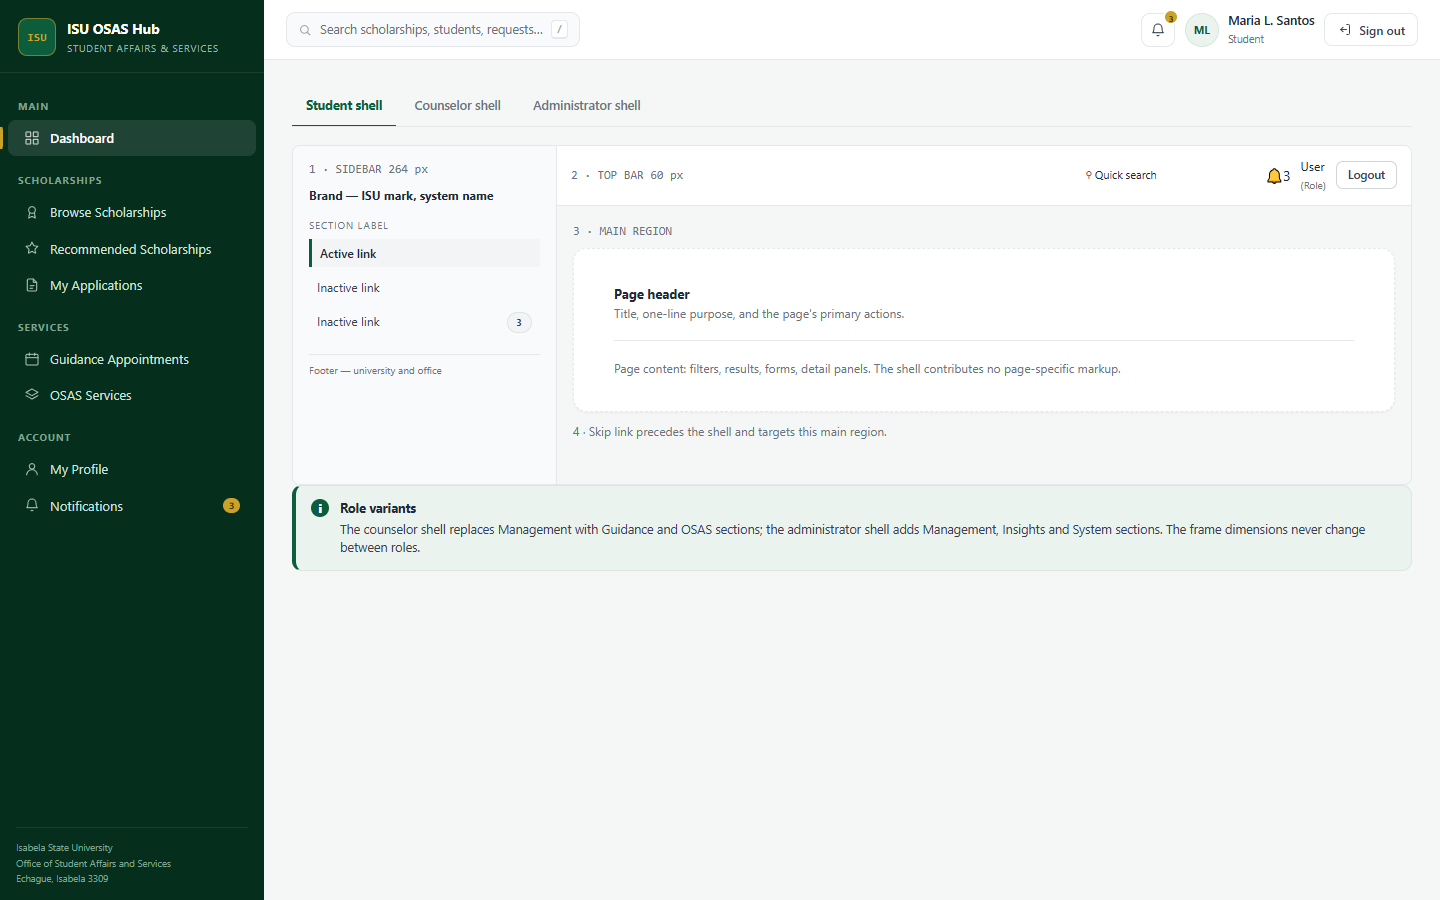 ISU
ISU OSAS Hub
STUDENT AFFAIRS & SERVICES
MAIN
Dashboard
SCHOLARSHIPS
Browse Scholarships
Recommended Scholarships
My Applications
SERVICES
Guidance Appointments
OSAS Services
ACCOUNT
My Profile
Notifications 3
Isabela State University
Office of Student Affairs and Services
Echague, Isabela 3309
Search scholarships, students, requests... /
3
ML
Maria L. Santos
Student
Sign out
Student shell Counselor shell Administrator shell
1 · SIDEBAR 264 px
Brand — ISU mark, system name
SECTION LABEL
Active link
Inactive link
Inactive link 3
Footer — university and office
2 · TOP BAR 60 px
Quick search
3
User
(Role)
Logout
3 · MAIN REGION
Page header
Title, one-line purpose, and the page's primary actions.
Page content: filters, results, forms, detail panels. The shell contributes no page-specific markup.
4 · Skip link precedes the shell and targets this main region.
Role variants
The counselor shell replaces Management with Guidance and OSAS sections; the administrator shell adds Management, Insights and System sections. The frame dimensions never change
between roles.